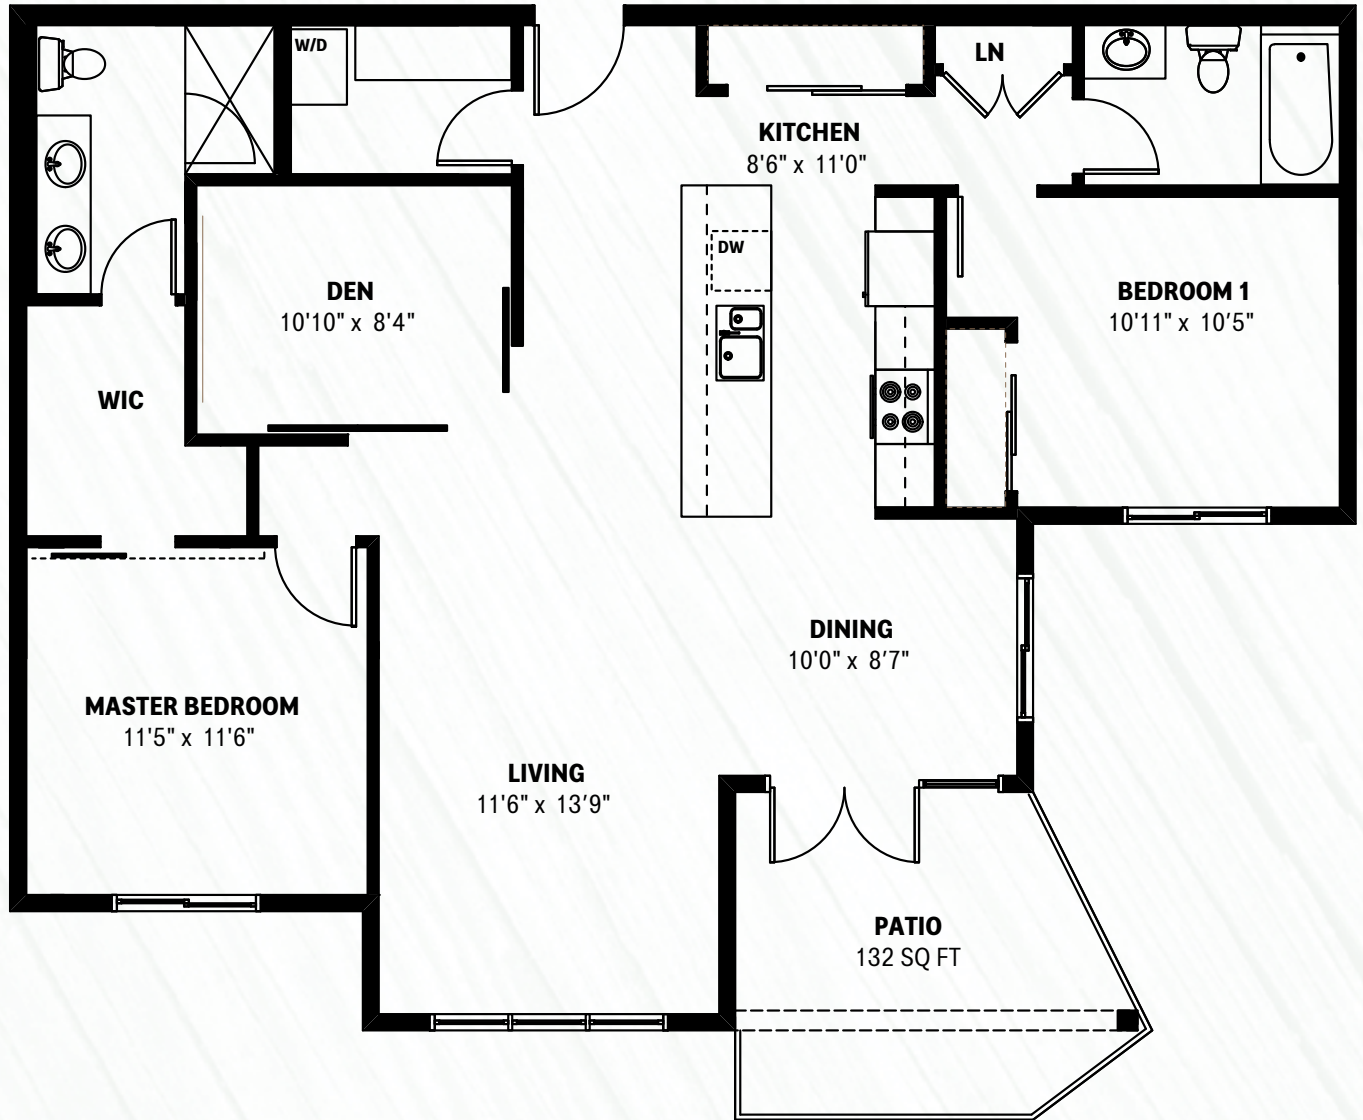 W/D
LN
KITCHEN
8'6" x 11'0"
DW
DEN
10'10" x 8'4"
BEDROOM 1
10'11" x 10′5"
WIC
DINING
10'0" x 8′7"
MASTER BEDROOM
11'5" x 11'6"
LIVING
11'6" x 13′9"
PATIO
132 SQ FT